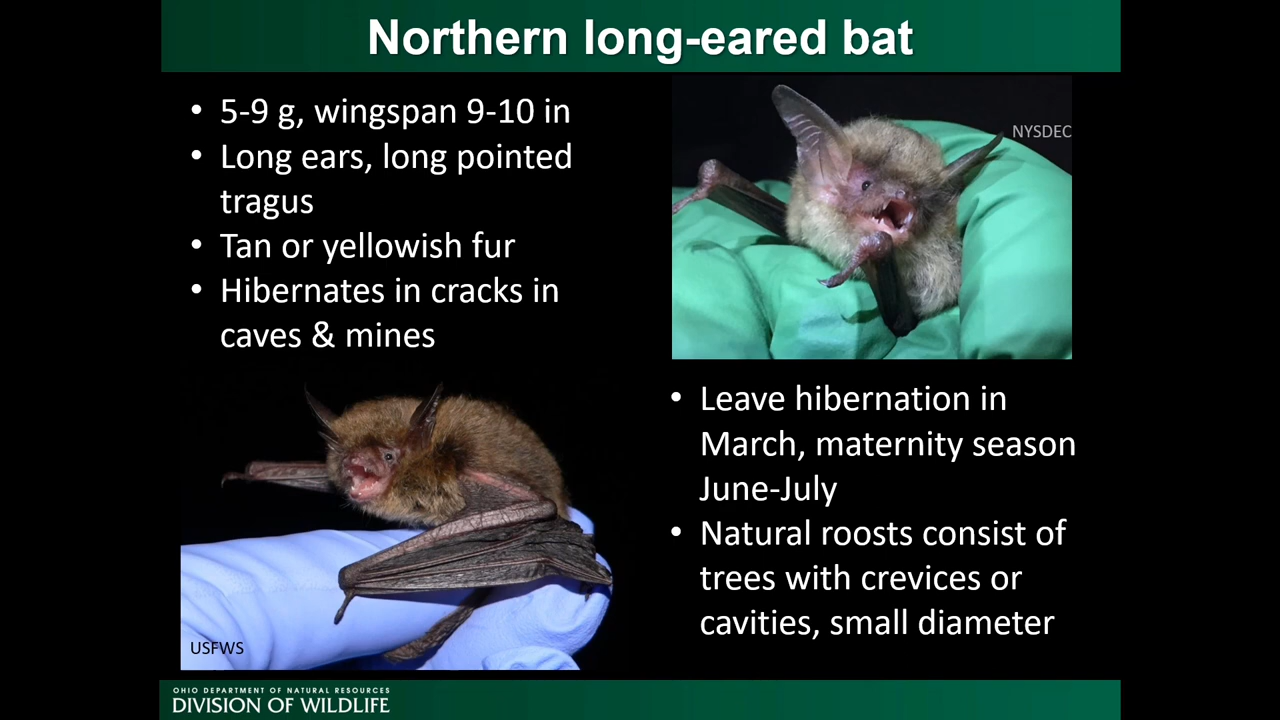 Northern long-eared bat
• 5-9 g, wingspan 9-10 in
• Long ears, long pointed
tragus
• Tan or yellowish fur
• Hibernates in cracks in
caves & mines
NYSDEC
• Leave hibernation in
March, maternity season
June-July
• Natural roosts consist of
trees with crevices or
cavities, small diameter
USFWS
OHIO DEPARTMENT OF NATURAL RESOURCES
DIVISION OF WILDLIFE